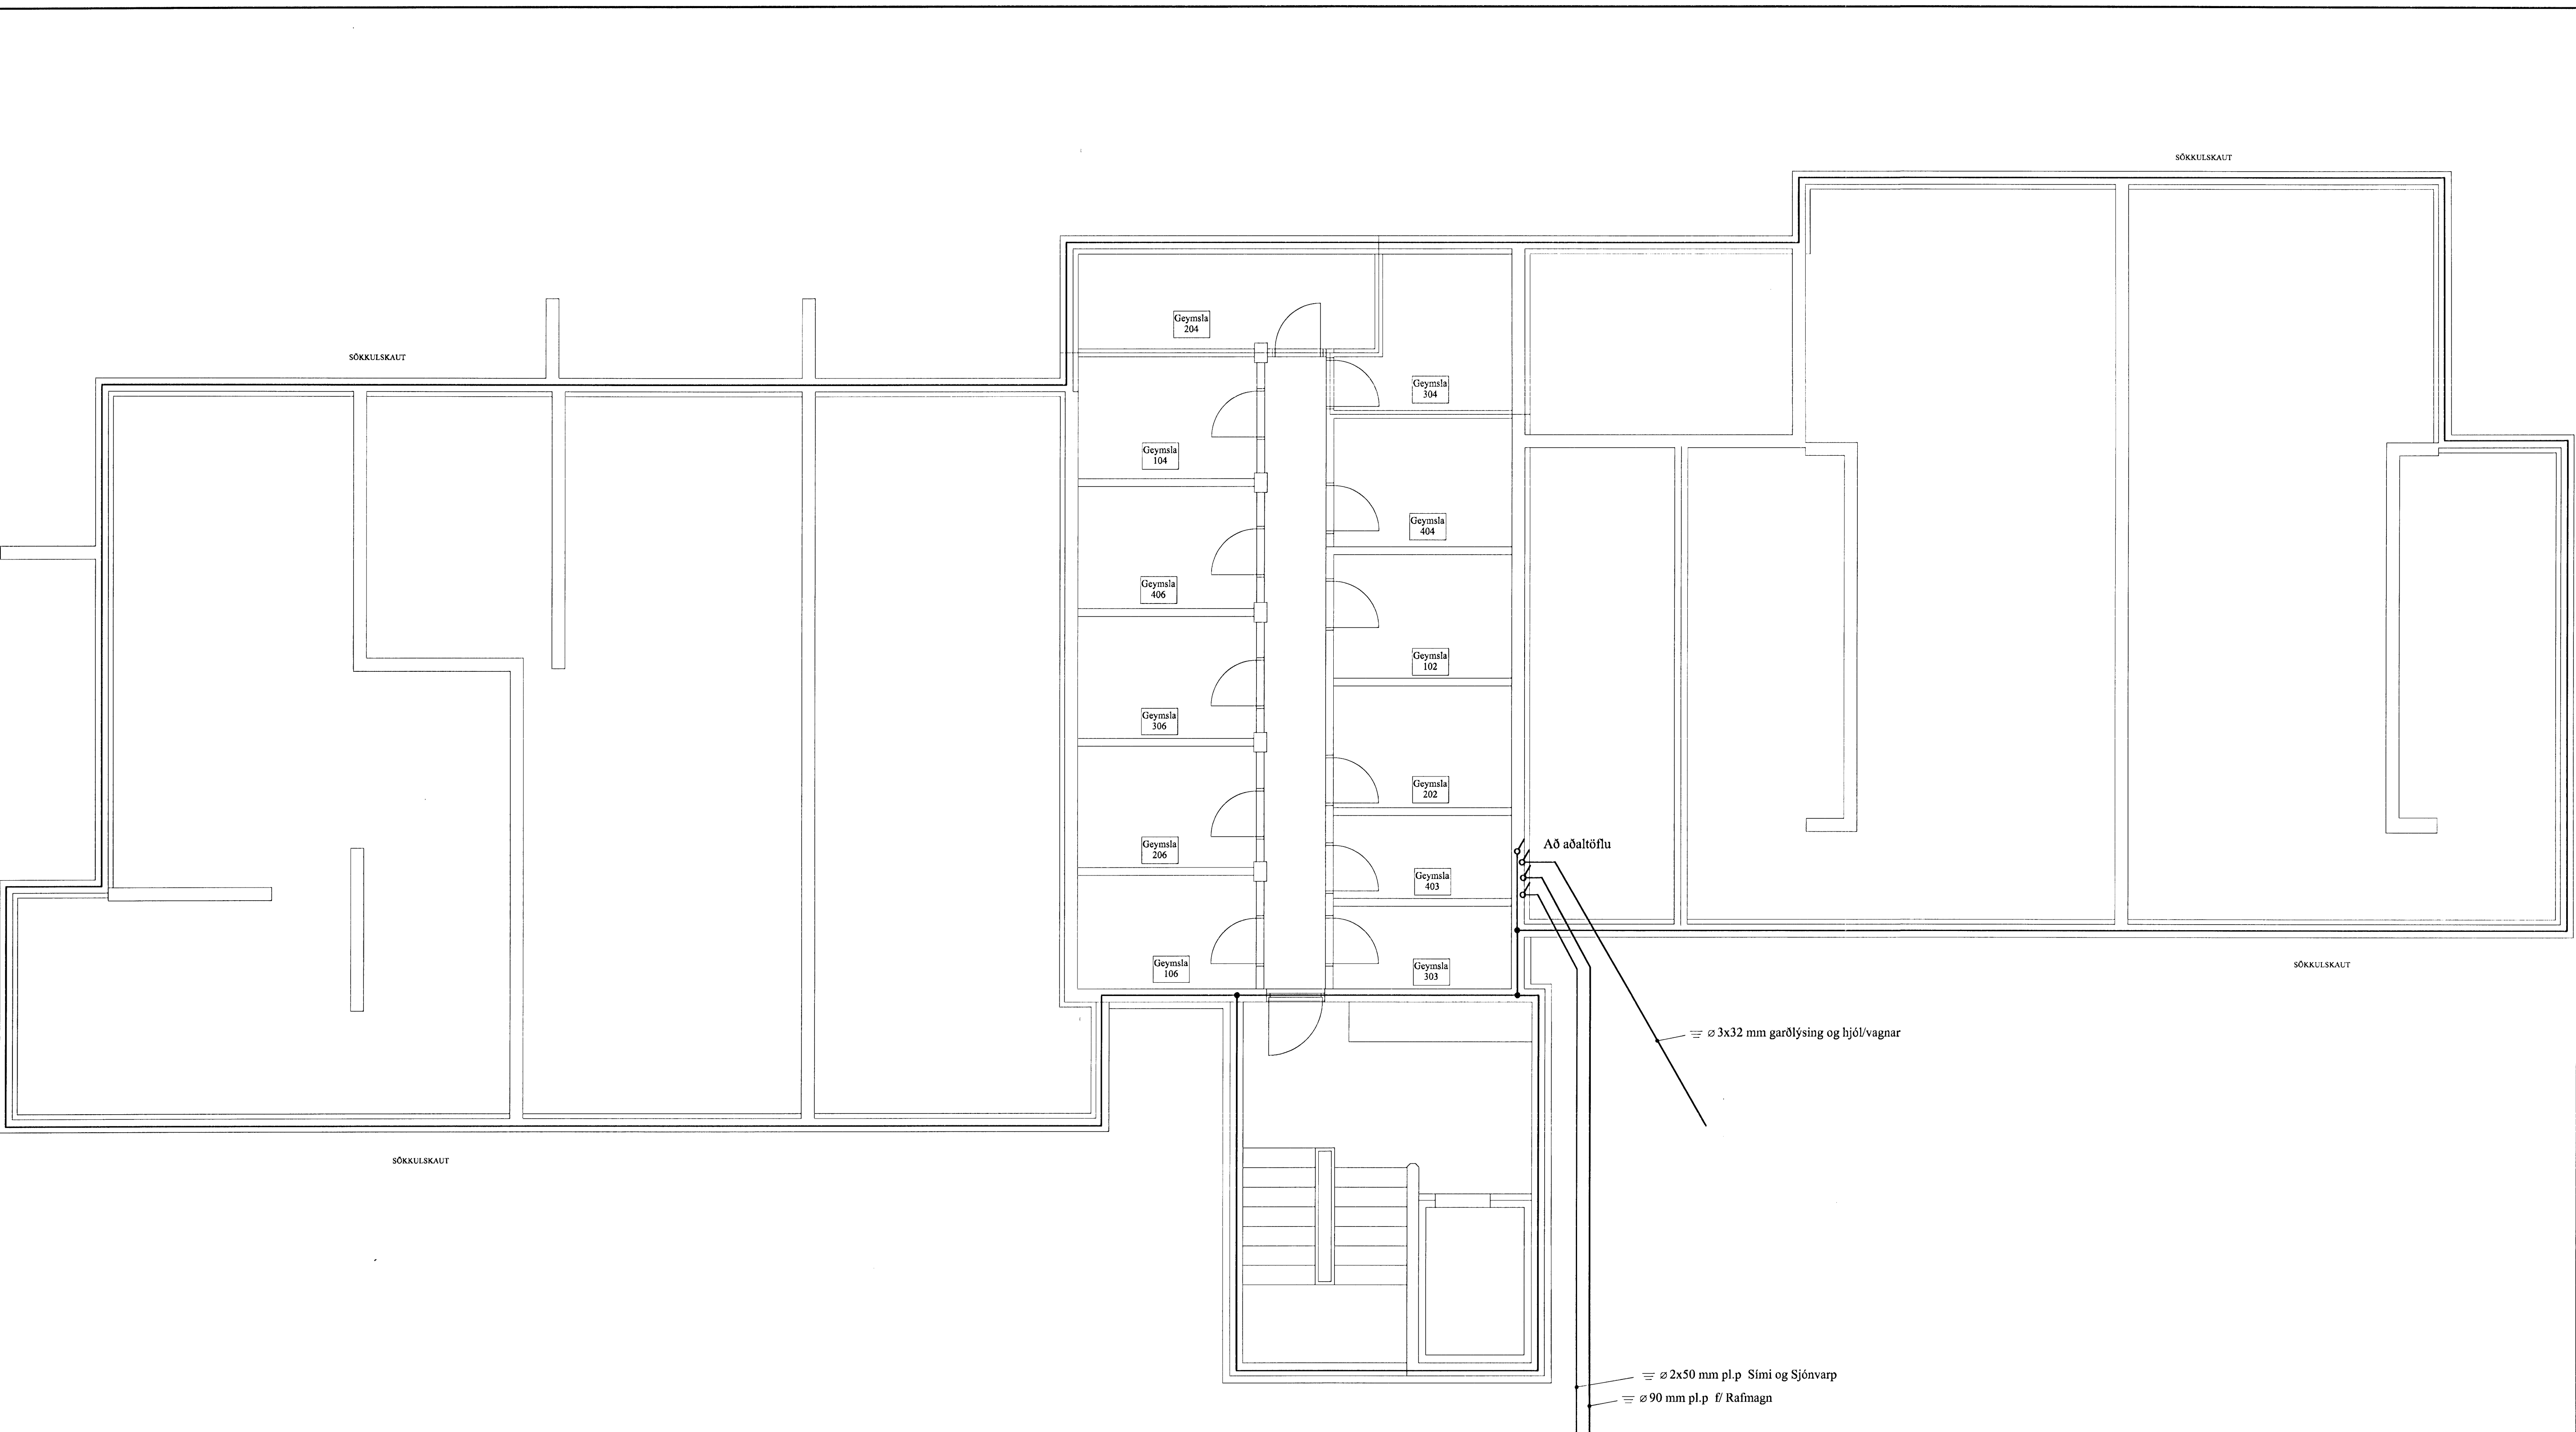 SÖKKULSKAUT
Geymsla
204
SÖKKULSKAUT
Geymsla
304
Geymsla
104
Geymsla
404
Geymsla
406
Geymsla
102
Geymsla
306
Geymsla
202
Að aðaltöflu
Geymsla
206
Geymsla
403
Geymsla
106
Geymsla
303
SÖKKULSKAUT
⌀ 3x32 mm garðlýsing og hjól/vagnar
SÖKKULSKAUT
⌀ 2x50 mm pl.p Sími og Sjónvarp
⌀ 90 mm pl.p f/ Rafmagn